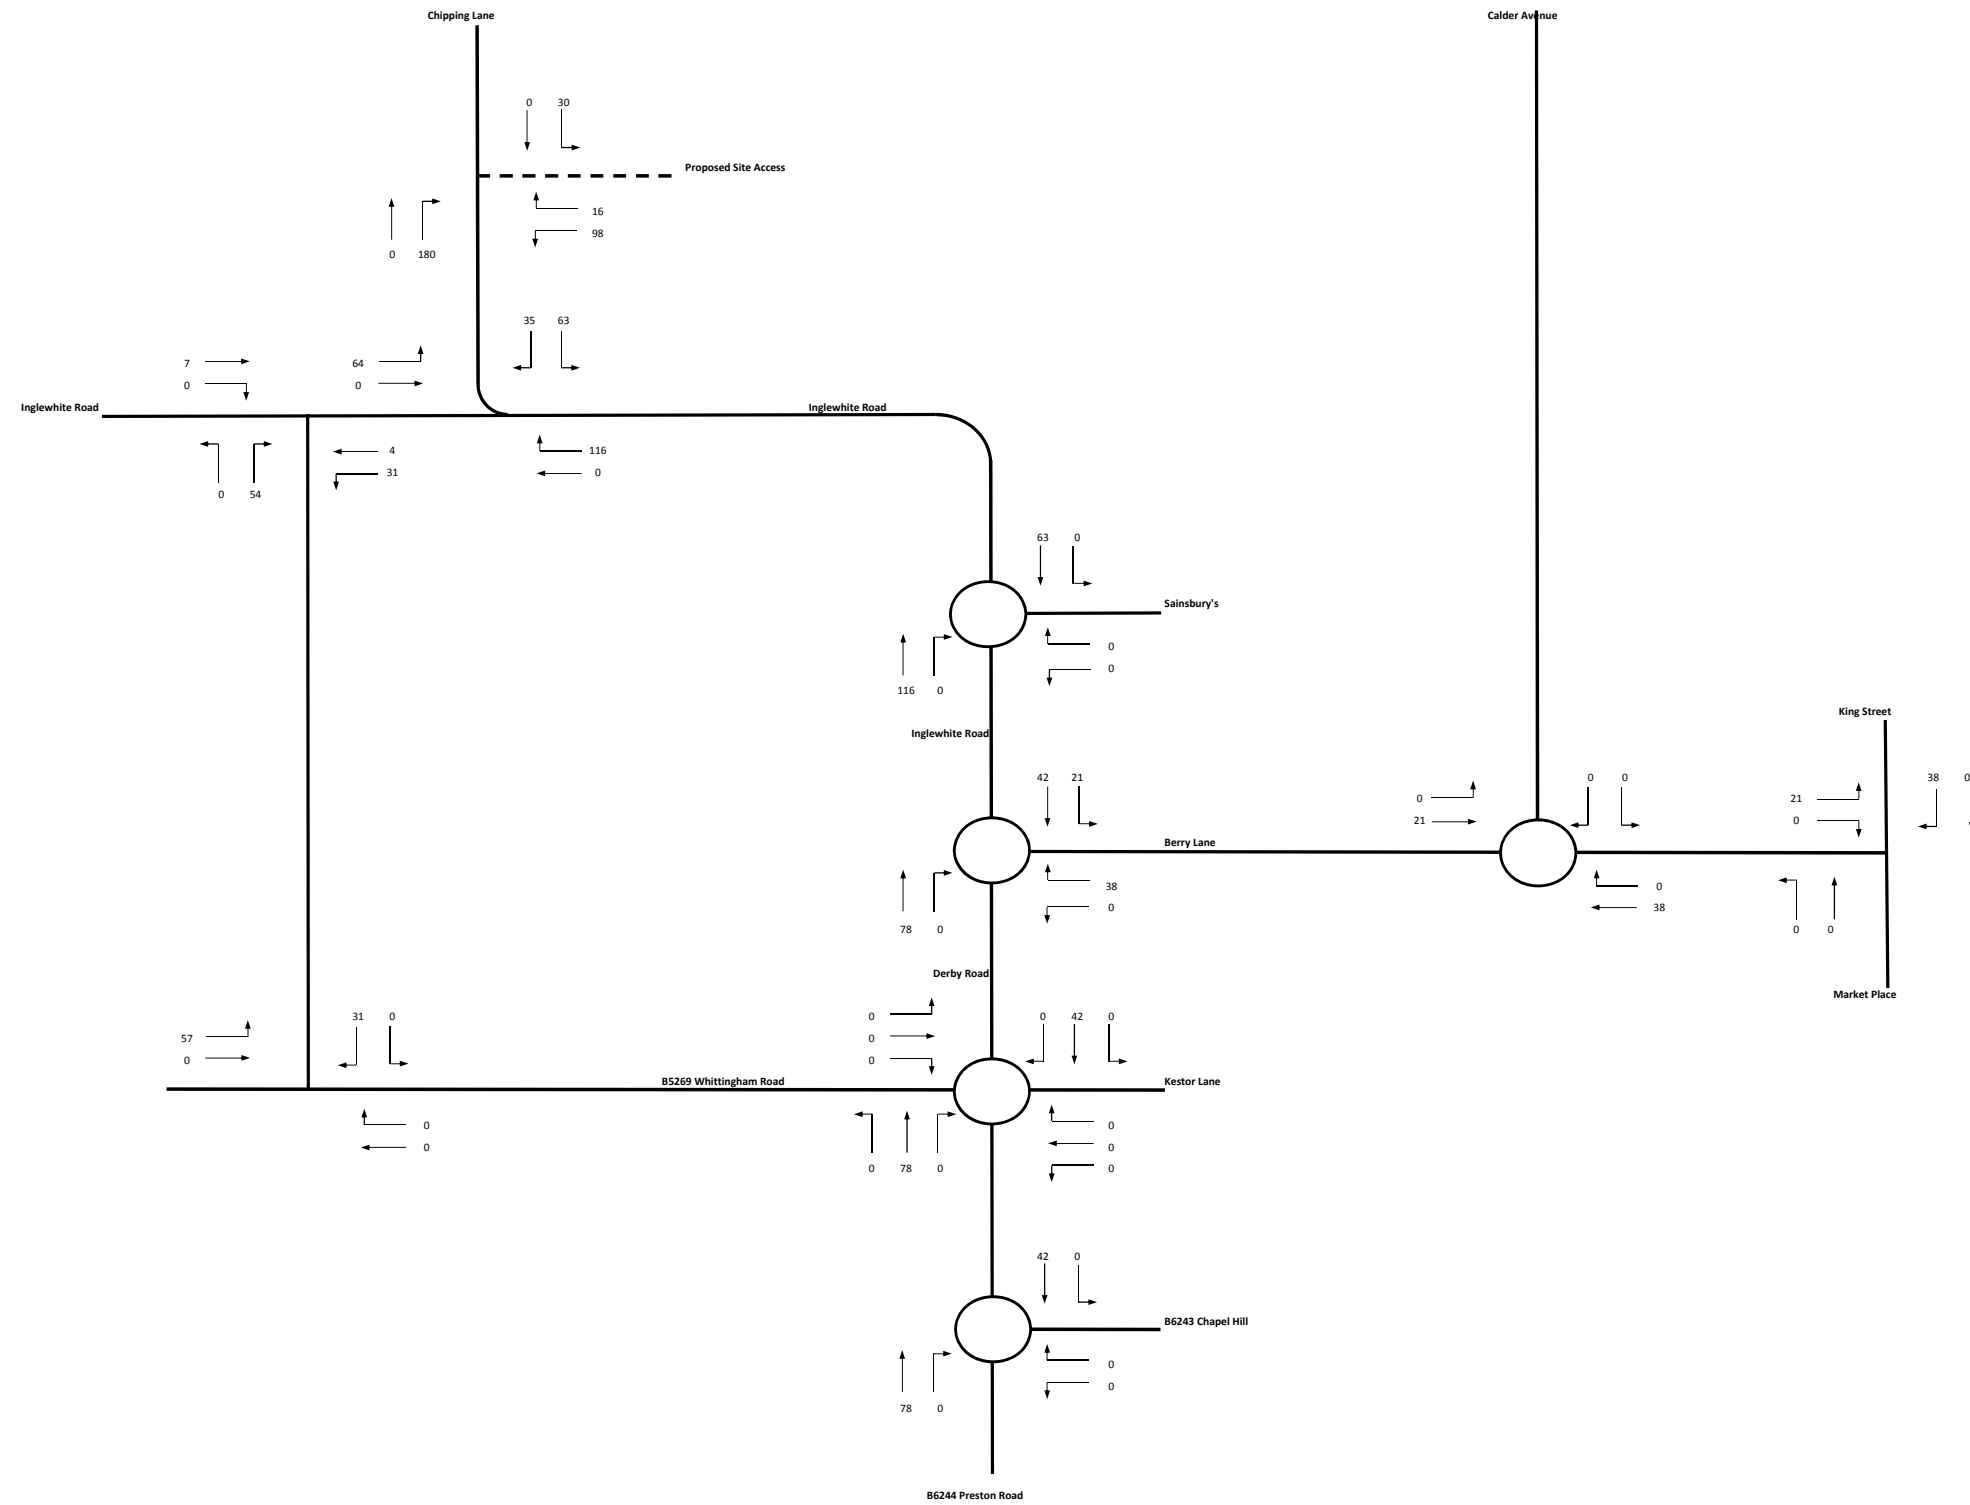 Chipping Lane
Calder Avenue
0 30
Proposed Site Access
16
98
0 180
35 63
7
0
64
0
Inglewhite Road
Inglewhite Road
4
31
116
0
0 54
63 0
Sainsbury's
0
0
116 0
King Street
Inglewhite Road
42 21
0
21
0 0
21
0
38 0
Berry Lane
38
0
0
38
78 0
0 0
Derby Road
Market Place
57
0
31 0
0
0
0
0 42 0
B5269 Whittingham Road
Kestor Lane
0
0
0
0
0
0 78 0
42 0
B6243 Chapel Hill
0
0
78 0
B6244 Preston Road